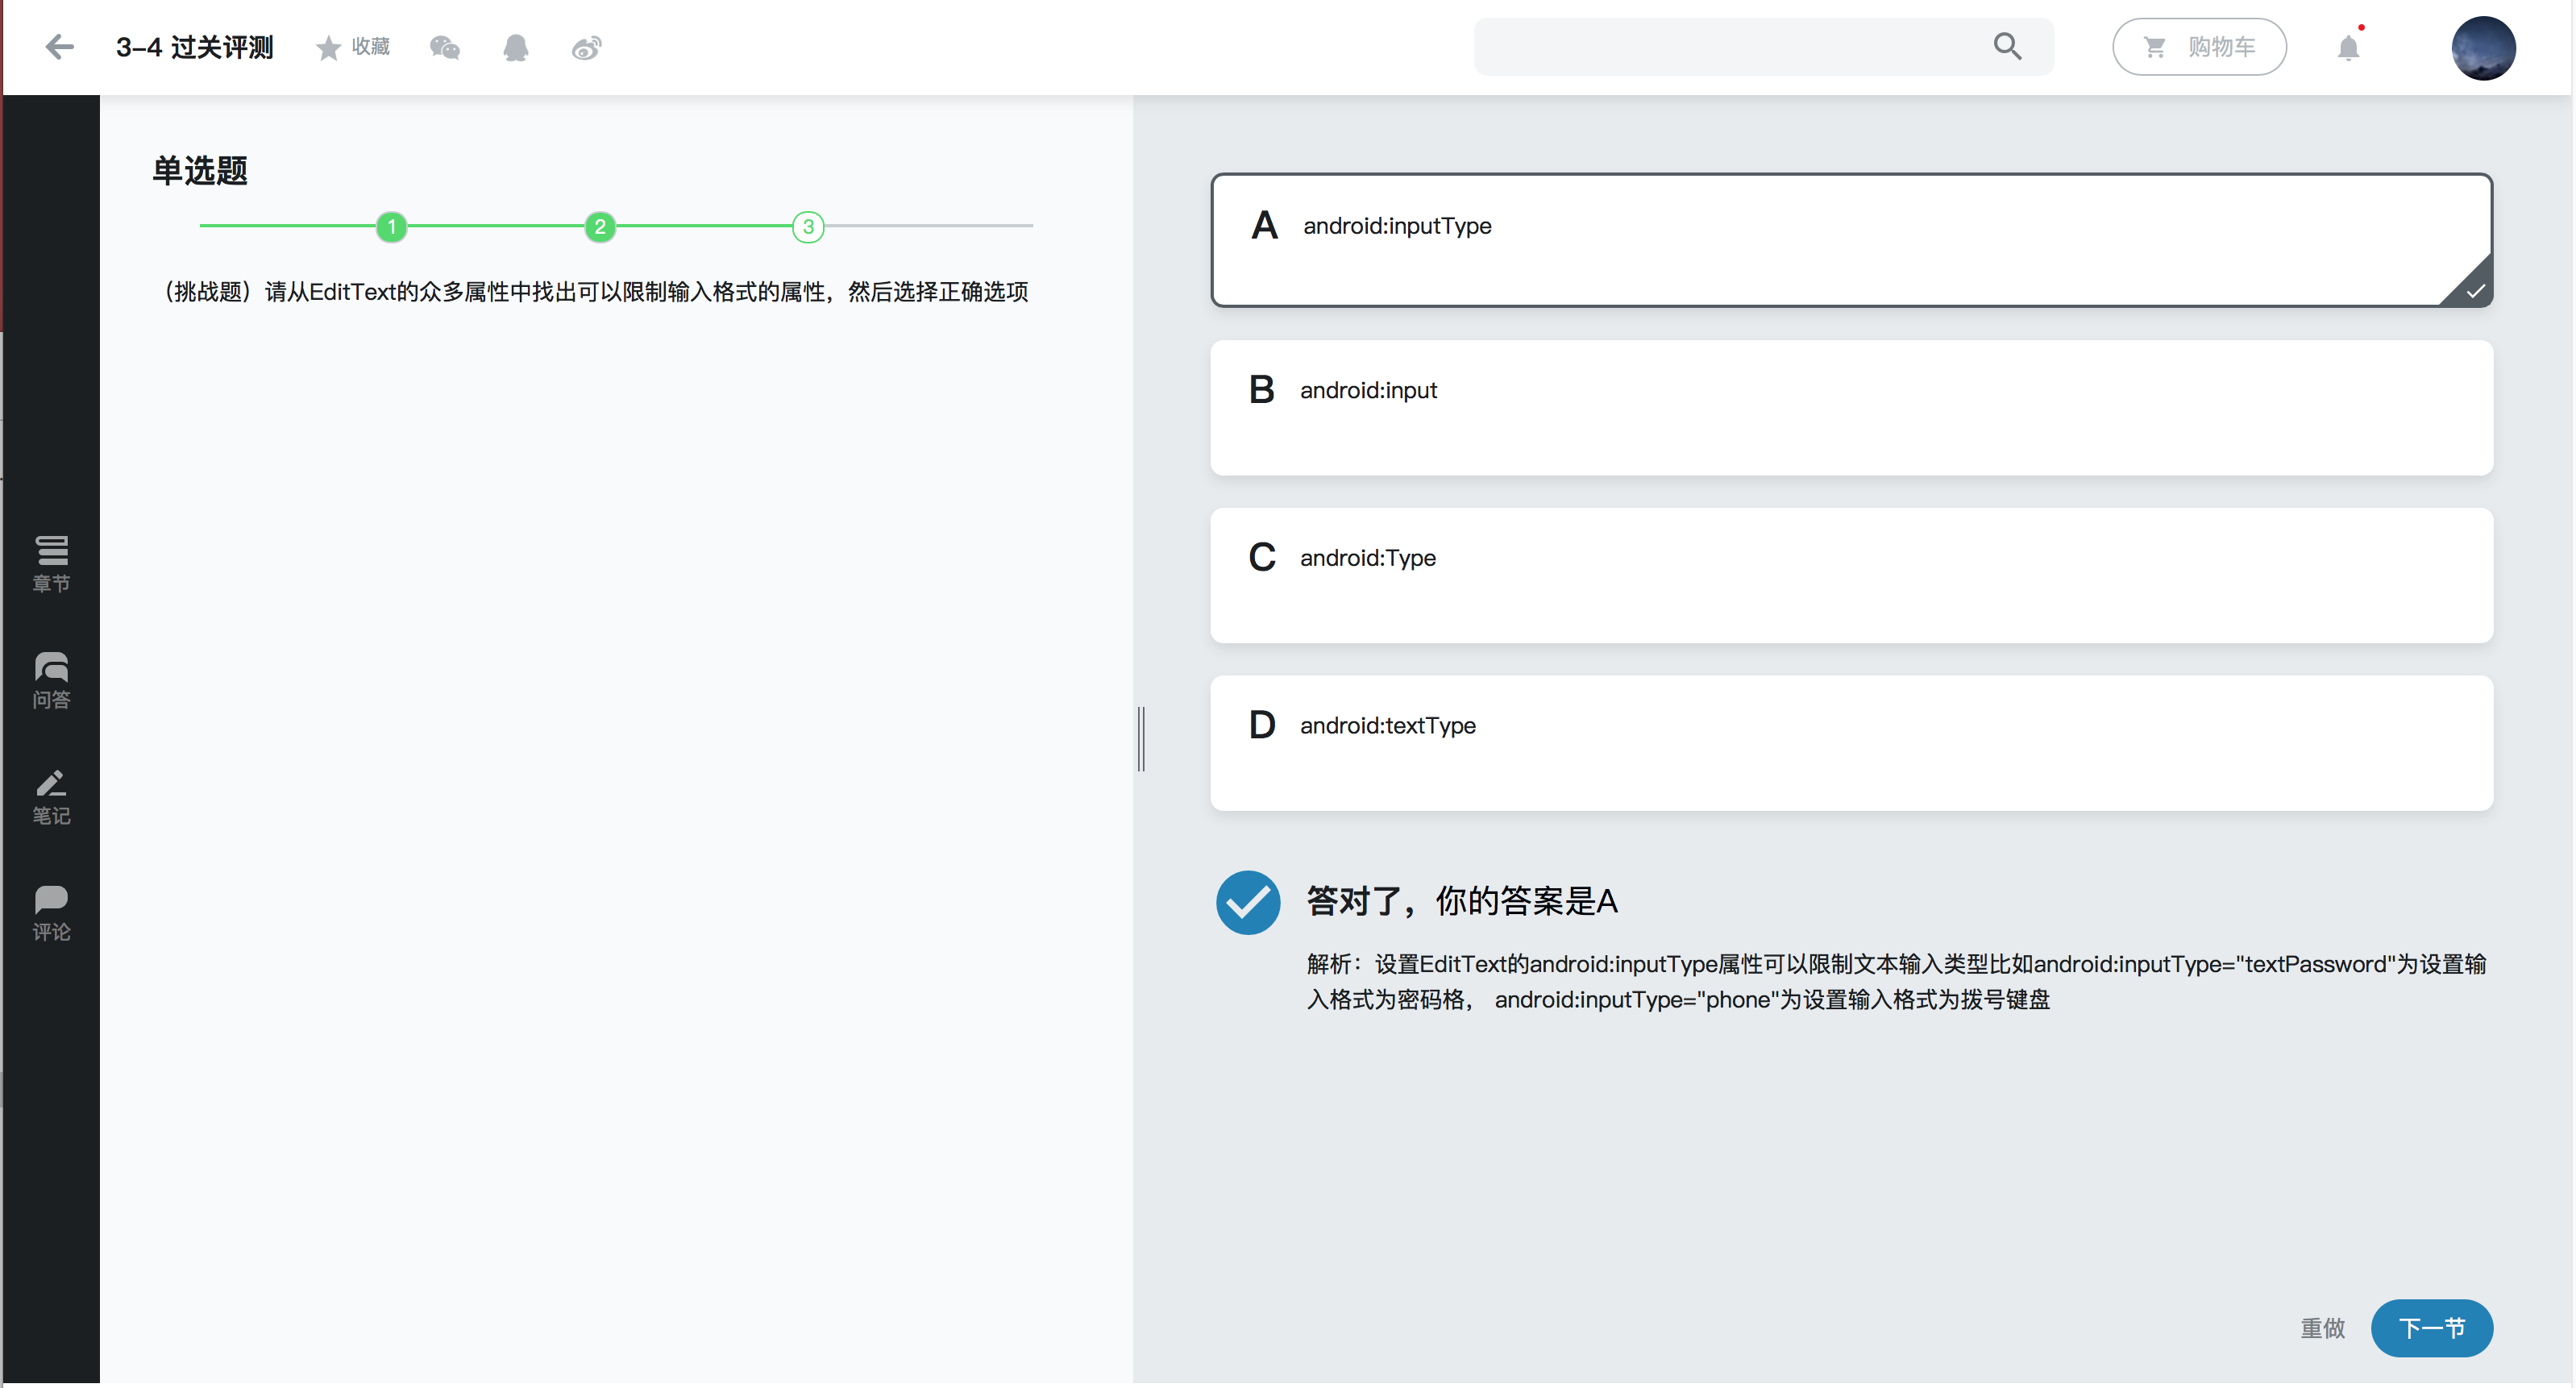 3-4 过关评测
收藏
购物车
章节
问答
笔记
评论
单选题
1 2 3
（挑战题）请从EditText的众多属性中找出可以限制输入格式的属性，然后选择正确选项
A android:inputType
B android:input
C android:Type
D android:textType
答对了，你的答案是A
解析：设置EditText的android:inputType属性可以限制文本输入类型比如android:inputType="textPassword"为设置输
入格式为密码格， android:inputType="phone"为设置输入格式为拨号键盘
重做
下一节